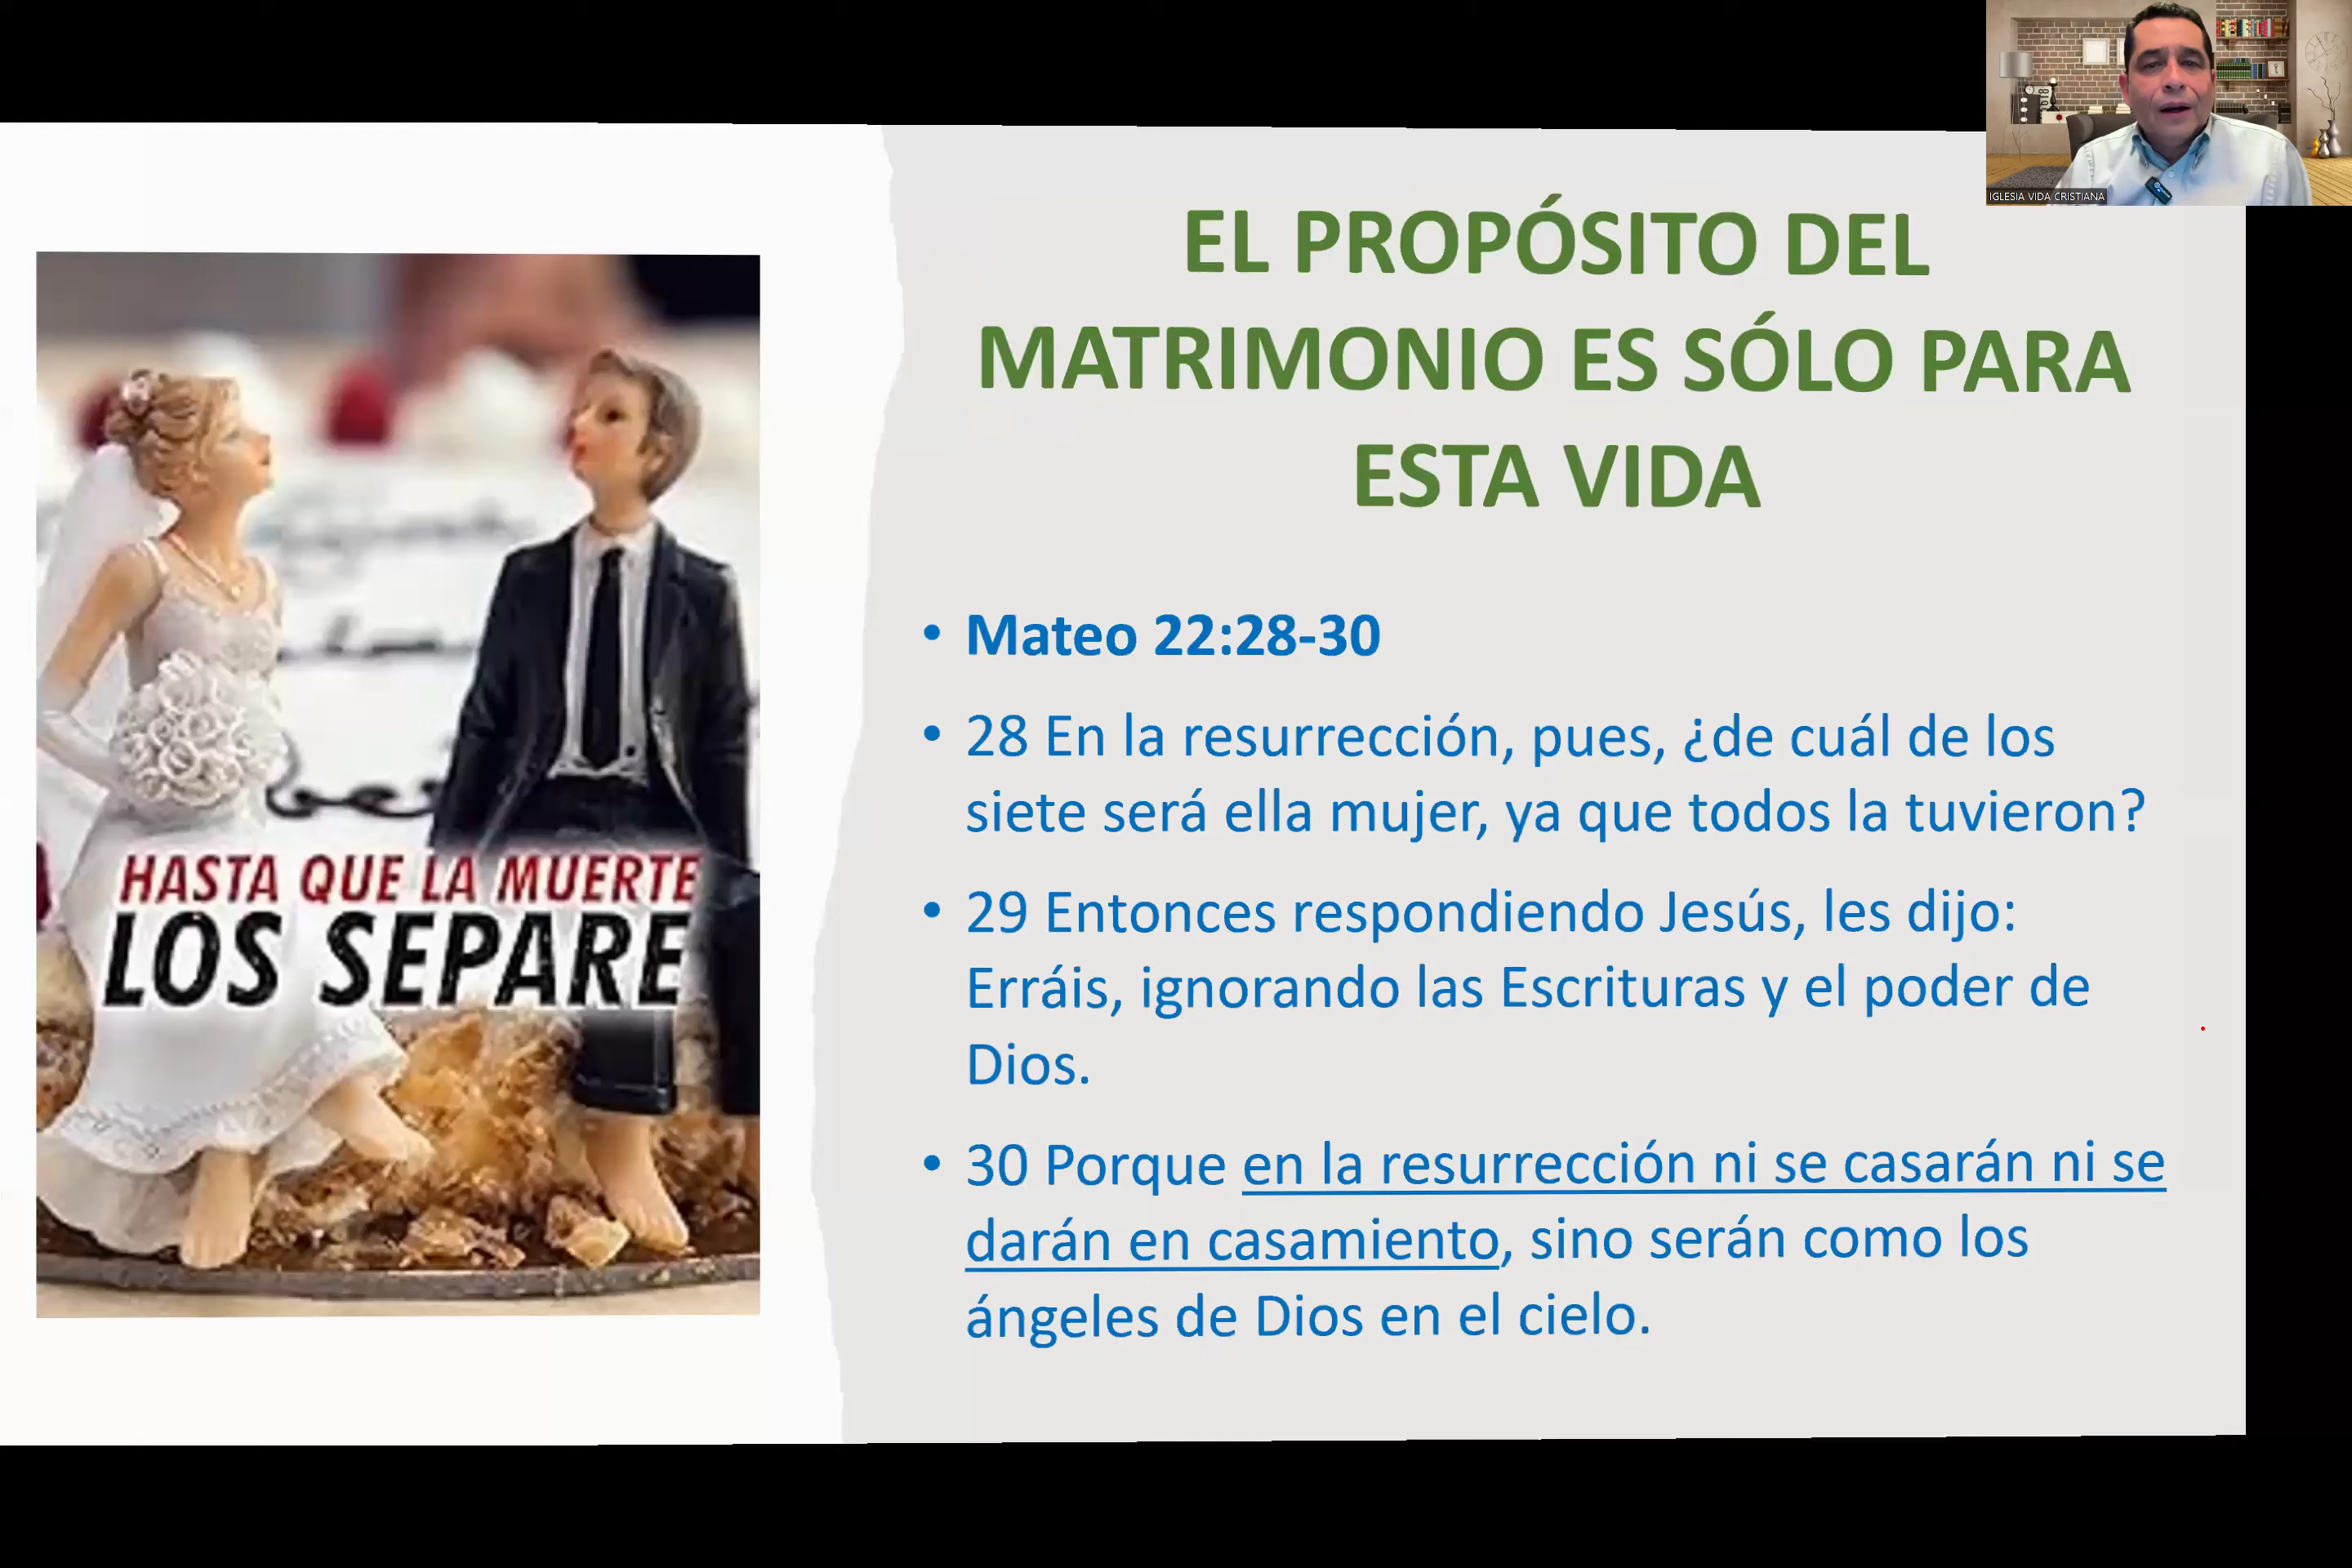 IGLESIA VIDA CRISTIANA
EL PROPÓSITO DEL
MATRIMONIO ES SÓLO PARA
ESTA VIDA
HASTA QUE LA MUERTE
LOS SEPARE
• Mateo 22:28-30
• 28 En la resurrección, pues, ¿de cuál de los
siete será ella mujer, ya que todos la tuvieron?
• 29 Entonces respondiendo Jesús, les dijo:
Erráis, ignorando las Escrituras y el poder de
Dios.
• 30 Porque en la resurrección ni se casarán ni se
darán en casamiento, sino serán como los
ángeles de Dios en el cielo.